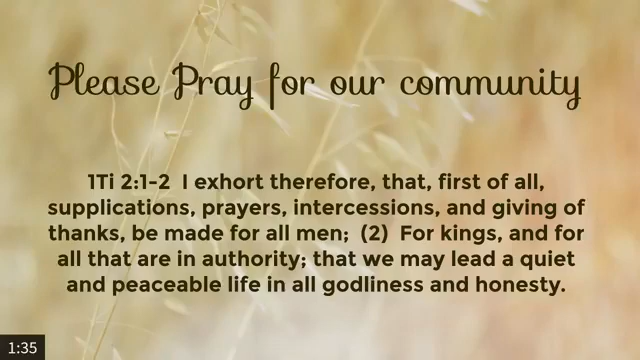 Please Pray for our community
1Ti 2:1-2 I exhort therefore, that, first of all,
supplications, prayers, intercessions, and giving of
thanks, be made for all men; (2) For kings, and for
all that are in authority; that we may lead a quiet
and peaceable life in all godliness and honesty.
1:35